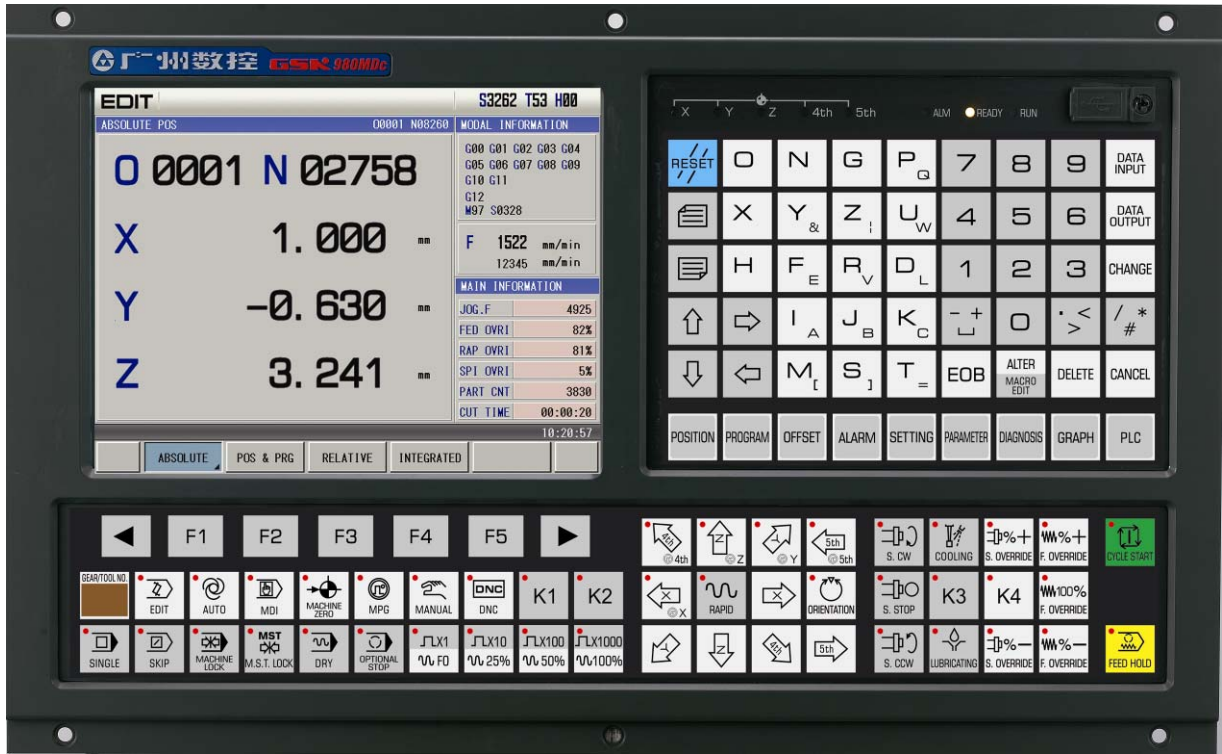 广州数控 GSK 980MDc
EDIT S3262 T53 H00
ABSOLUTE POS O0001 N08260
MODAL INFORMATION
O 0001 N 02758
G00 G01 G02 G03 G04
G05 G06 G07 G08 G09
G10 G11
G12
M97 S0328
X 1.000 mm
F 1522 mm/min
12345 mm/min
Y -0.630 mm
MAIN INFORMATION
JOG.F 4925
FED OVRI 82%
RAP OVRI 81%
Z 3.241 mm
SPI OVRI 5%
PART CNT 3830
CUT TIME 00:00:20
10:20:57
ABSOLUTE POS & PRG RELATIVE INTEGRATED
X Y Z 4th 5th ALM READY RUN
RESET O N G P Q 7 8 9 DATA INPUT
X Y & Z ¦ U W 4 5 6 DATA OUTPUT
H F E R V D L 1 2 3 CHANGE
⇧ ⇨ I A J B K C - + ␣ 0 . < > / * #
⇩ ⇦ M [ S ] T = EOB ALTER MACRO EDIT DELETE CANCEL
POSITION PROGRAM OFFSET ALARM SETTING PARAMETER DIAGNOSIS GRAPH PLC
◀ F1 F2 F3 F4 F5 ▶
GEAR/TOOL NO. EDIT AUTO MDI MACHINE ZERO MPG MANUAL DNC DNC K1 K2
SINGLE SKIP MACHINE LOCK MST M.S.T. LOCK DRY OPTIONAL STOP X1 F0 X10 25% X100 50% X1000 100%
4th 4th Z Z Y Y 5th 5th S. CW COOLING %+ S. OVERRIDE %+ F. OVERRIDE CYCLE START
X X RAPID X ORIENTATION S. STOP K3 K4 100% F. OVERRIDE
Y Z 4th 5th S. CCW LUBRICATING %- S. OVERRIDE %- F. OVERRIDE FEED HOLD